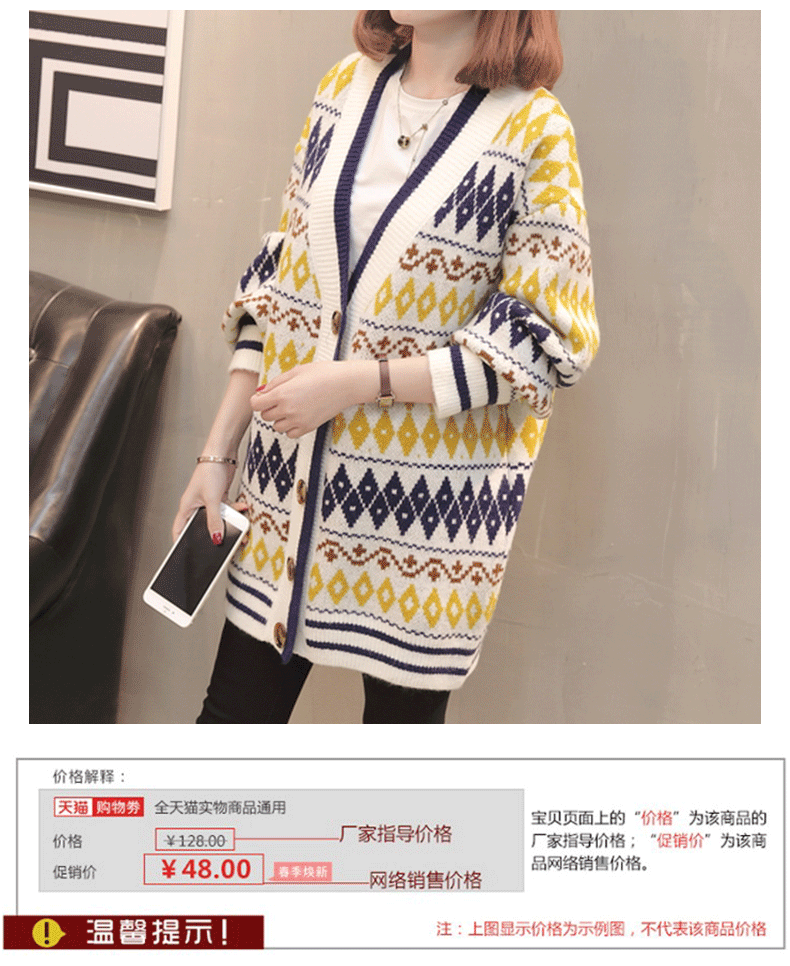 价格解释：
天猫 购物劵 全天猫实物商品通用
价格 ￥128.00 厂家指导价格
促销价 ￥48.00 春季焕新
网络销售价格
宝贝页面上的“价格”为该商品的
厂家指导价格；“促销价”为该商
品网络销售价格。
温馨提示！
注：上图显示价格为示例图，不代表该商品价格